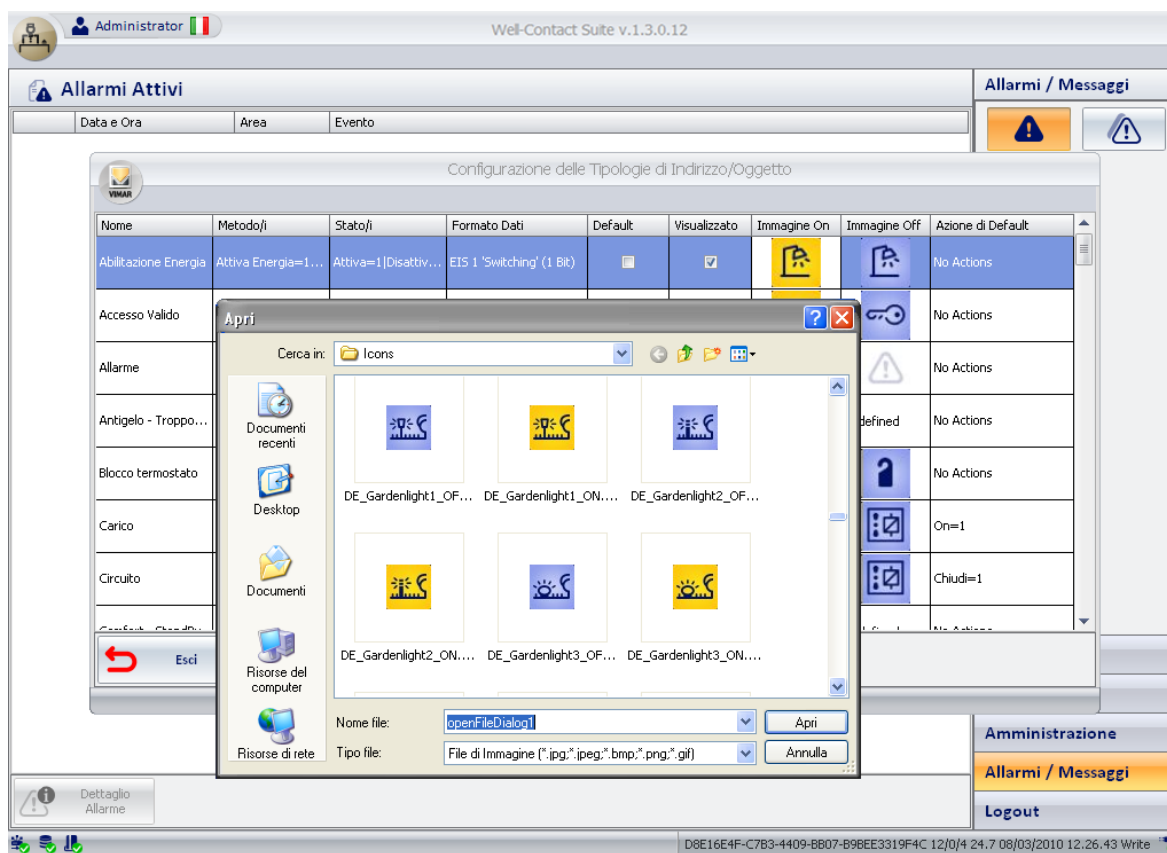 Administrator
Well-Contact Suite v.1.3.0.12
Allarmi Attivi
Allarmi / Messaggi
Data e Ora Area Evento
Configurazione delle Tipologie di Indirizzo/Oggetto
VIMAR
Nome Metodo/i Stato/i Formato Dati Default Visualizzato Immagine On Immagine Off Azione di Default
Abilitazione Energia Attiva Energia=1... Attiva=1|Disattiv... EIS 1 'Switching' (1 Bit) No Actions
Accesso Valido No Actions
Allarme No Actions
Antigelo - Troppo... defined No Actions
Blocco termostato No Actions
Carico On=1
Circuito Chiudi=1
Esci
Apri
Cerca in: Icons
Documenti recenti
Desktop
Documenti
Risorse del computer
Risorse di rete
DE_Gardenlight1_OF... DE_Gardenlight1_ON.... DE_Gardenlight2_OF...
DE_Gardenlight2_ON.... DE_Gardenlight3_OF... DE_Gardenlight3_ON....
Nome file: openFileDialog1 Apri
Tipo file: File di Immagine (*.jpg;*.jpeg;*.bmp;*.png;*.gif) Annulla
Amministrazione
Allarmi / Messaggi
Logout
Dettaglio
Allarme
D8E16E4F-C7B3-4409-BB07-B9BEE3319F4C 12/0/4 24.7 08/03/2010 12.26.43 Write